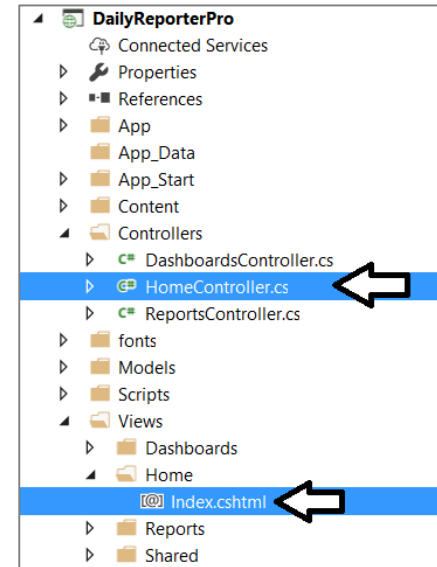 DailyReporterPro
Connected Services
Properties
References
App
App_Data
App_Start
Content
Controllers
C# DashboardsController.cs
C# HomeController.cs
C# ReportsController.cs
fonts
Models
Scripts
Views
Dashboards
Home
[@] Index.cshtml
Reports
Shared